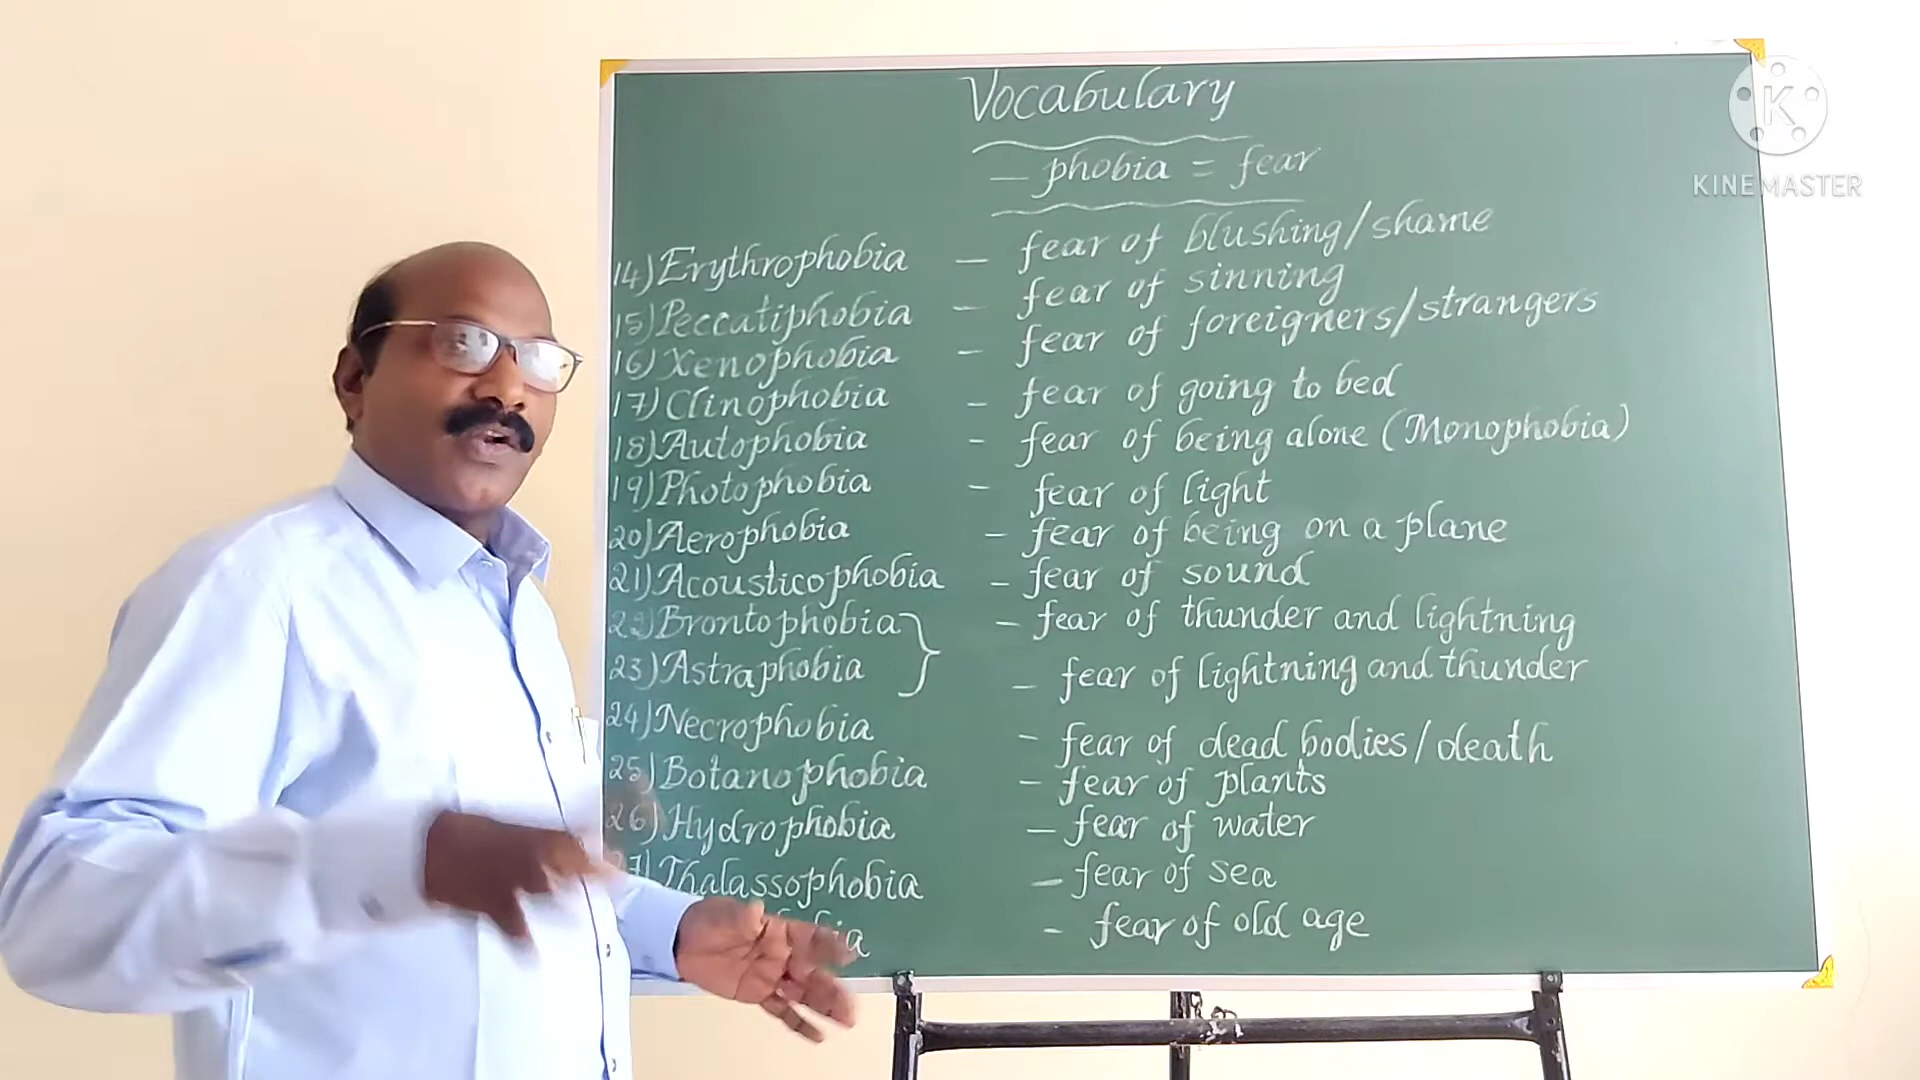 Vocabulary
— phobia = fear
14) Erythrophobia — fear of blushing/shame
15) Peccatiphobia — fear of sinning
16) Xenophobia — fear of foreigners/strangers
17) Clinophobia — fear of going to bed
18) Autophobia - fear of being alone (Monophobia)
19) Photophobia - fear of light
20) Aerophobia - fear of being on a plane
21) Acousticophobia - fear of sound
22) Brontophobia - fear of thunder and lightning
23) Astraphobia - fear of lightning and thunder
24) Necrophobia - fear of dead bodies/death
25) Botanophobia - fear of plants
26) Hydrophobia — fear of water
Thalassophobia — fear of sea
- fear of old age
K
KINEMASTER